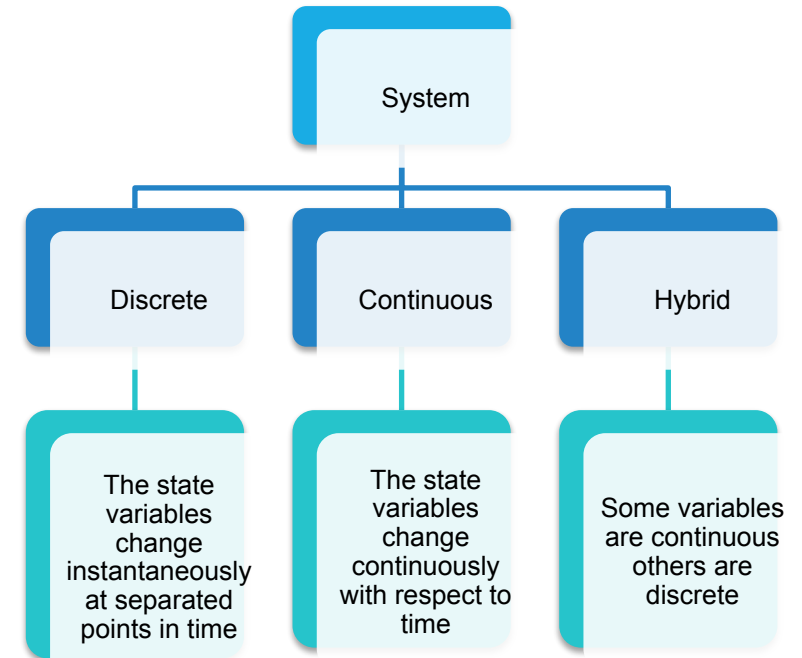 System
Discrete
Continuous
Hybrid
The state
variables
change
instantaneously
at separated
points in time
The state
variables
change
continuously
with respect to
time
Some variables
are continuous
others are
discrete